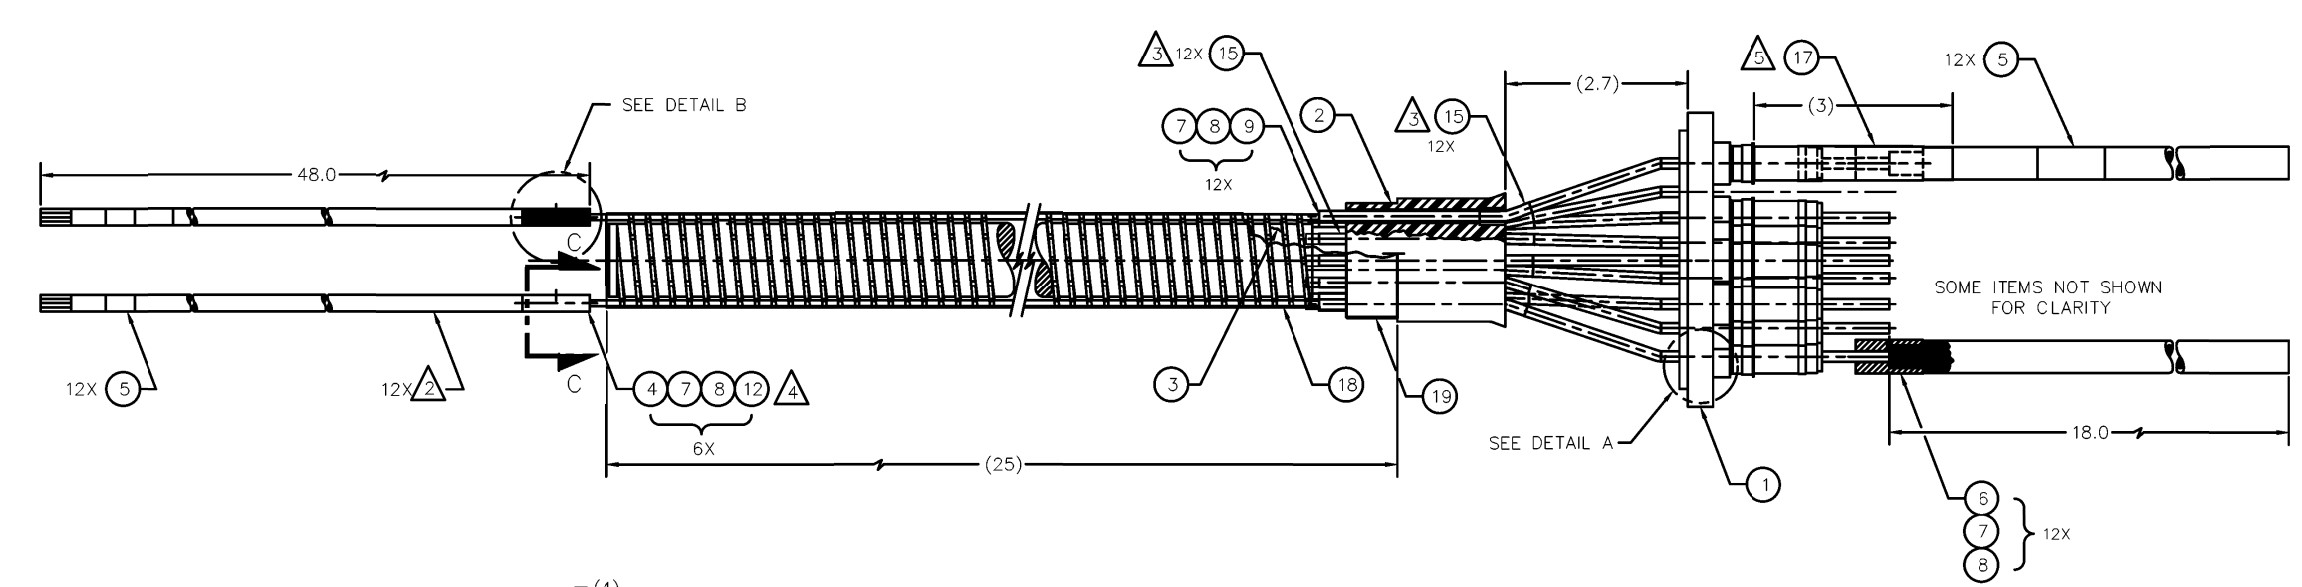 3 12X 15
5 17
12X 5
(2.7)
SEE DETAIL B
(3)
7 8 9
12X
2
3 15
12X
48.0
C
SOME ITEMS NOT SHOWN
FOR CLARITY
12X 5
12X 2
C
4 7 8 12 4
6X
3
18
19
18.0
SEE DETAIL A
(25)
1
6
7
8
12X
(4)